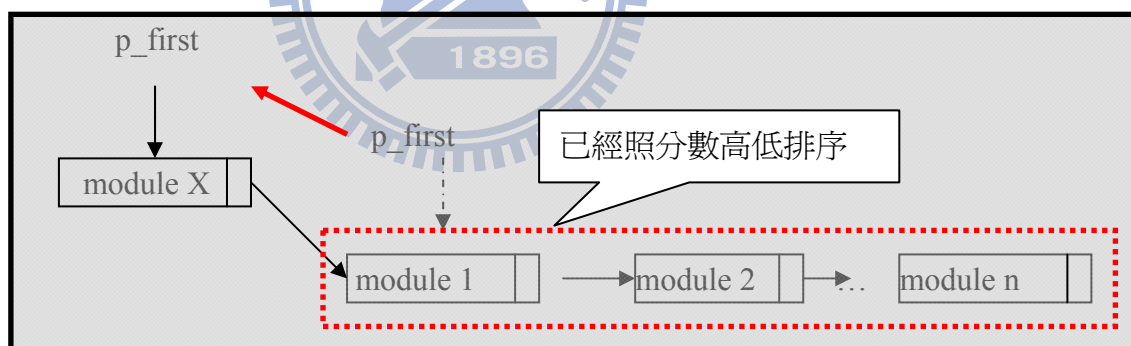 p_first
1896
p_first
已經照分數高低排序
module X
module 1
module 2
…
module n